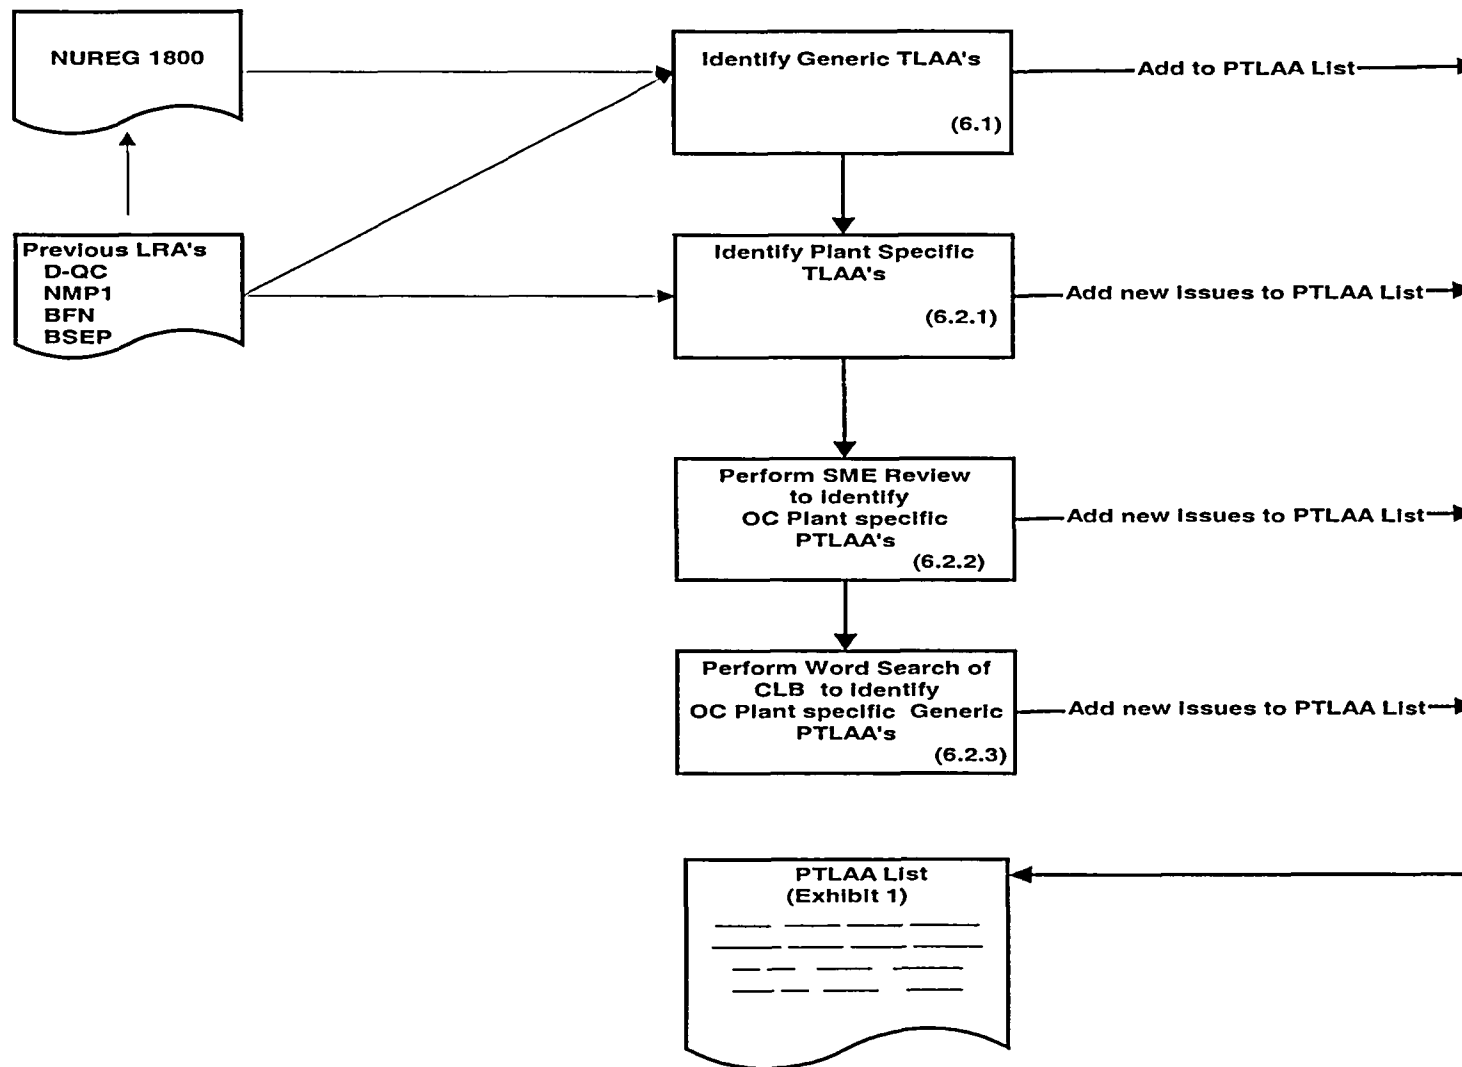 NUREG 1800
Identify Generic TLAA's
(6.1)
Add to PTLAA List
Previous LRA's
D-QC
NMP1
BFN
BSEP
Identify Plant Specific
TLAA's
(6.2.1)
Add new Issues to PTLAA List
Perform SME Review
to identify
OC Plant specific
PTLAA's
(6.2.2)
Add new Issues to PTLAA List
Perform Word Search of
CLB to identify
OC Plant specific Generic
PTLAA's
(6.2.3)
Add new Issues to PTLAA List
PTLAA List
(Exhibit 1)